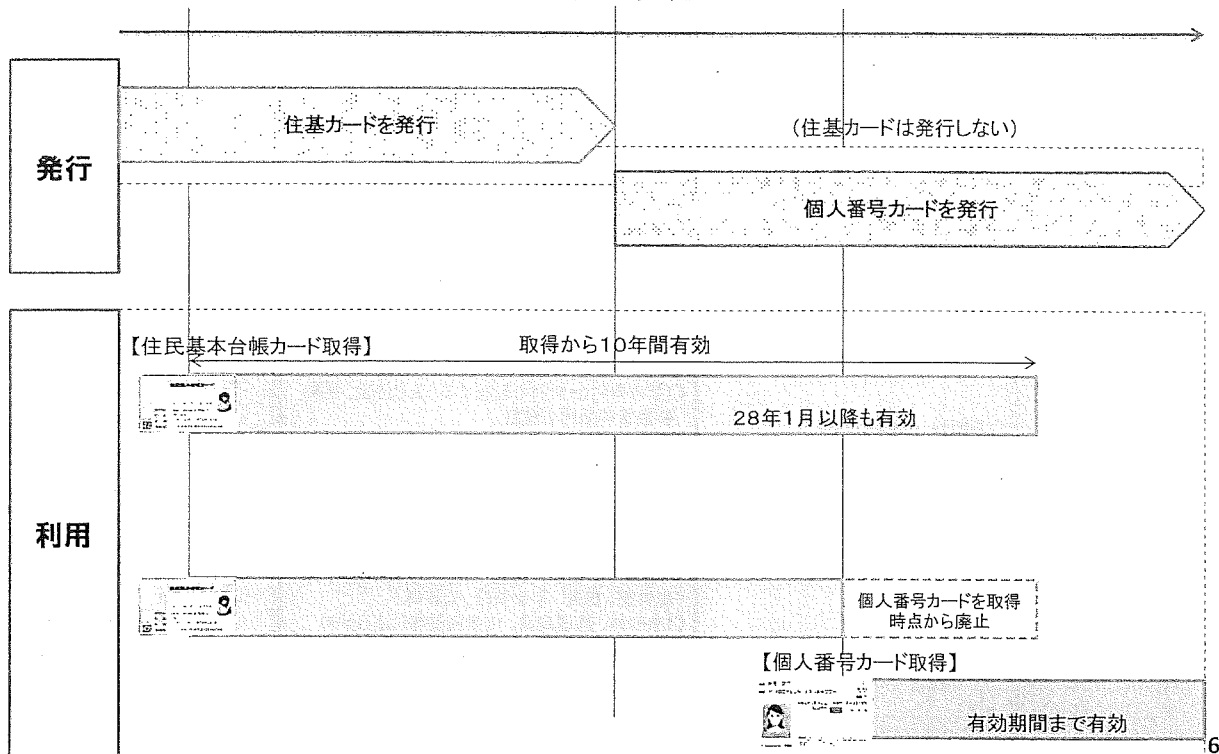 発行
住基カードを発行
(住基カードは発行しない)
個人番号カードを発行
利用
【住民基本台帳カード取得】
取得から10年間有効
28年1月以降も有効
個人番号カードを取得
時点から廃止
【個人番号カード取得】
有効期間まで有効
6